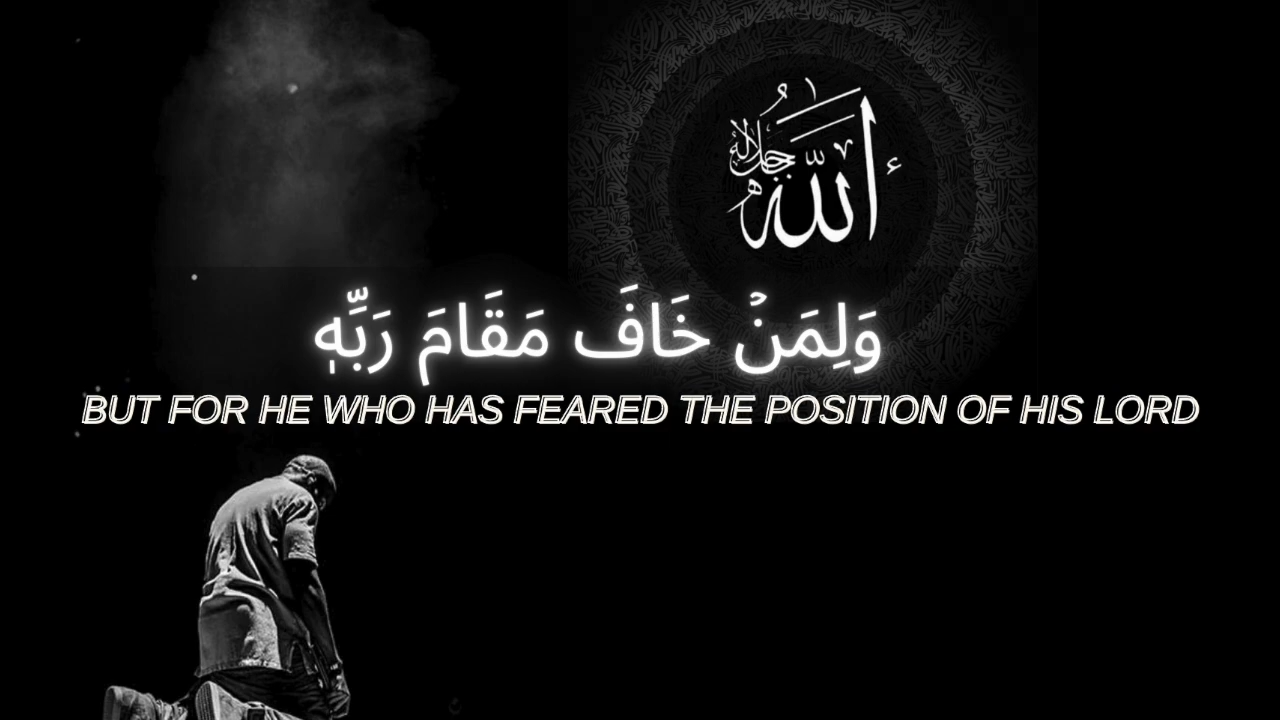 الله جل جلاله
وَلِمَنۡ خَافَ مَقَامَ رَبِّهٖ
BUT FOR HE WHO HAS FEARED THE POSITION OF HIS LORD